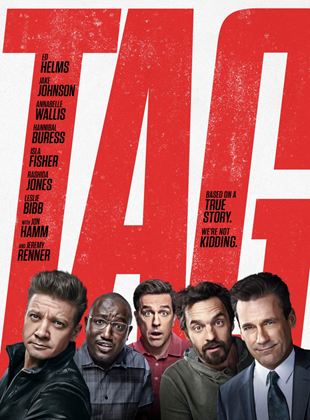 TAG
ED
HELMS
JAKE
JOHNSON
ANNABELLE
WALLIS
HANNIBAL
BURESS
ISLA
FISHER
RASHIDA
JONES
LESLIE
BIBB
WITH JON
HAMM
AND JEREMY
RENNER
BASED ON A
TRUE
STORY.
WE'RE NOT
KIDDING.